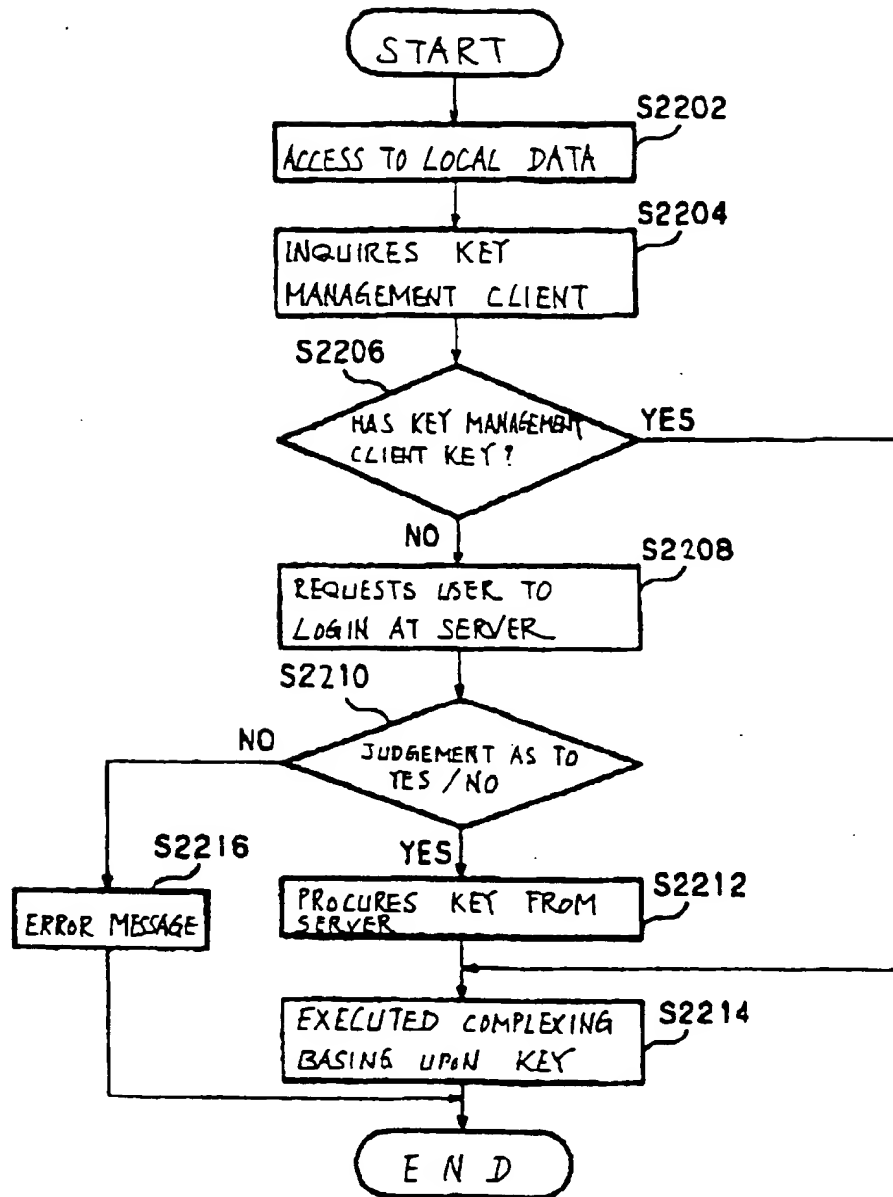 START
S2202
ACCESS TO LOCAL DATA
S2204
INQUIRES KEY
MANAGEMENT CLIENT
S2206
HAS KEY MANAGEMENT
CLIENT KEY?
YES
NO
S2208
REQUESTS USER TO
LOGIN AT SERVER
S2210
NO
JUDGEMENT AS TO
YES / NO
YES
S2216
ERROR MESSAGE
S2212
PROCURES KEY FROM
SERVER
S2214
EXECUTED COMPLEXING
BASING UPON KEY
END